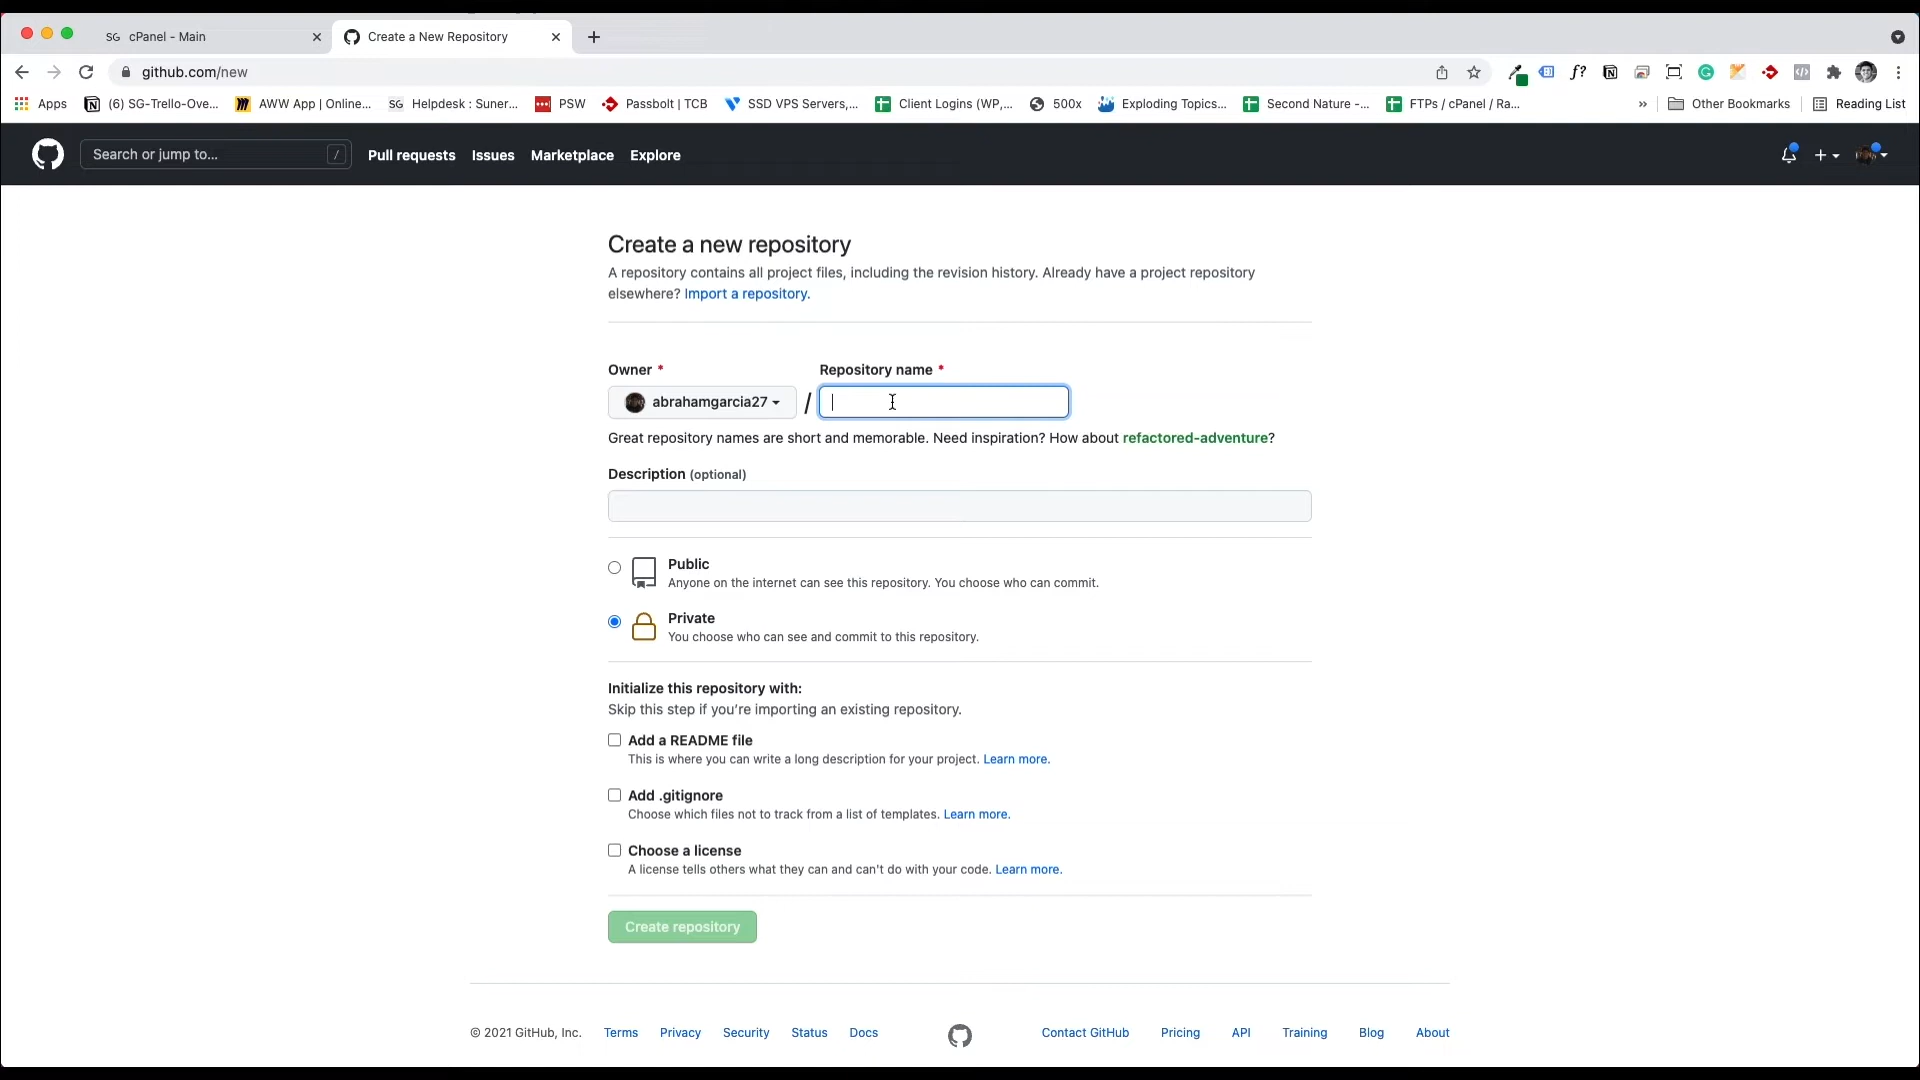 SG cPanel - Main
Create a New Repository
github.com/new
Apps
(6) SG-Trello-Ove...
AWW App | Online...
SG Helpdesk : Suner...
PSW
Passbolt | TCB
SSD VPS Servers,...
Client Logins (WP,...
500x
Exploding Topics...
Second Nature -...
FTPs / cPanel / Ra...
»
Other Bookmarks
Reading List
Search or jump to... /
Pull requests
Issues
Marketplace
Explore
Create a new repository
A repository contains all project files, including the revision history. Already have a project repository
elsewhere? Import a repository.
Owner *
Repository name *
abrahamgarcia27 /
Great repository names are short and memorable. Need inspiration? How about refactored-adventure?
Description (optional)
Public
Anyone on the internet can see this repository. You choose who can commit.
Private
You choose who can see and commit to this repository.
Initialize this repository with:
Skip this step if you're importing an existing repository.
Add a README file
This is where you can write a long description for your project. Learn more.
Add .gitignore
Choose which files not to track from a list of templates. Learn more.
Choose a license
A license tells others what they can and can't do with your code. Learn more.
Create repository
© 2021 GitHub, Inc.
Terms
Privacy
Security
Status
Docs
Contact GitHub
Pricing
API
Training
Blog
About